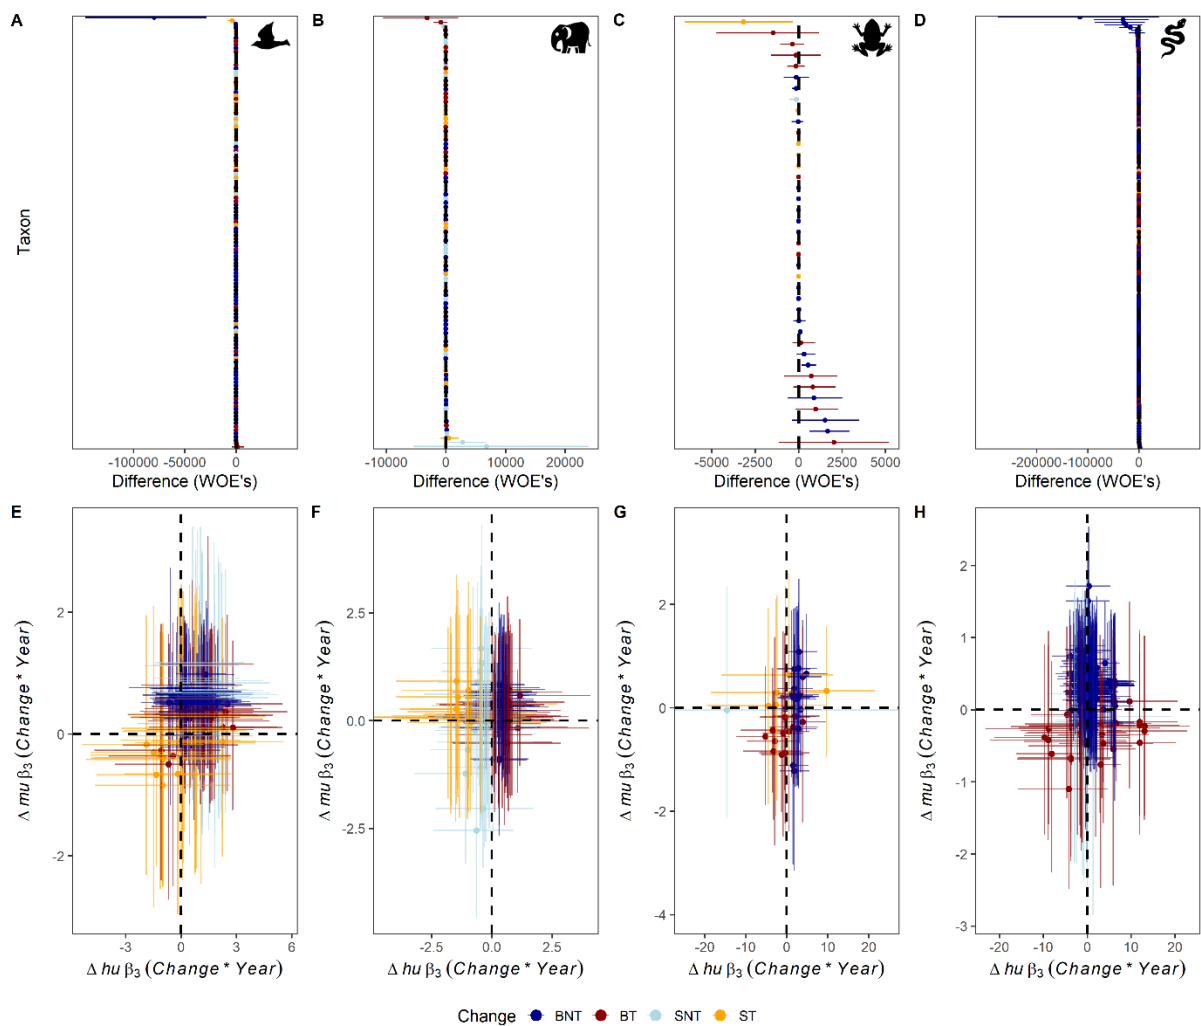 A B C D
Taxon
-100000 -50000 0 -10000 0 10000 20000 -5000 -2500 0 2500 5000 -200000 -100000 0
Difference (WOE's) Difference (WOE's) Difference (WOE's) Difference (WOE's)
E F G H
2 0 -2
2.5 0.0 -2.5
2 0 -2 -4
2 1 0 -1 -2 -3
Δ mu β3 (Change * Year) Δ mu β3 (Change * Year) Δ mu β3 (Change * Year) Δ mu β3 (Change * Year)
-3 0 3 6 -2.5 0.0 2.5 -20 -10 0 10 20 -20 -10 0 10 20
Δ hu β3 (Change * Year) Δ hu β3 (Change * Year) Δ hu β3 (Change * Year) Δ hu β3 (Change * Year)
Change BNT BT SNT ST